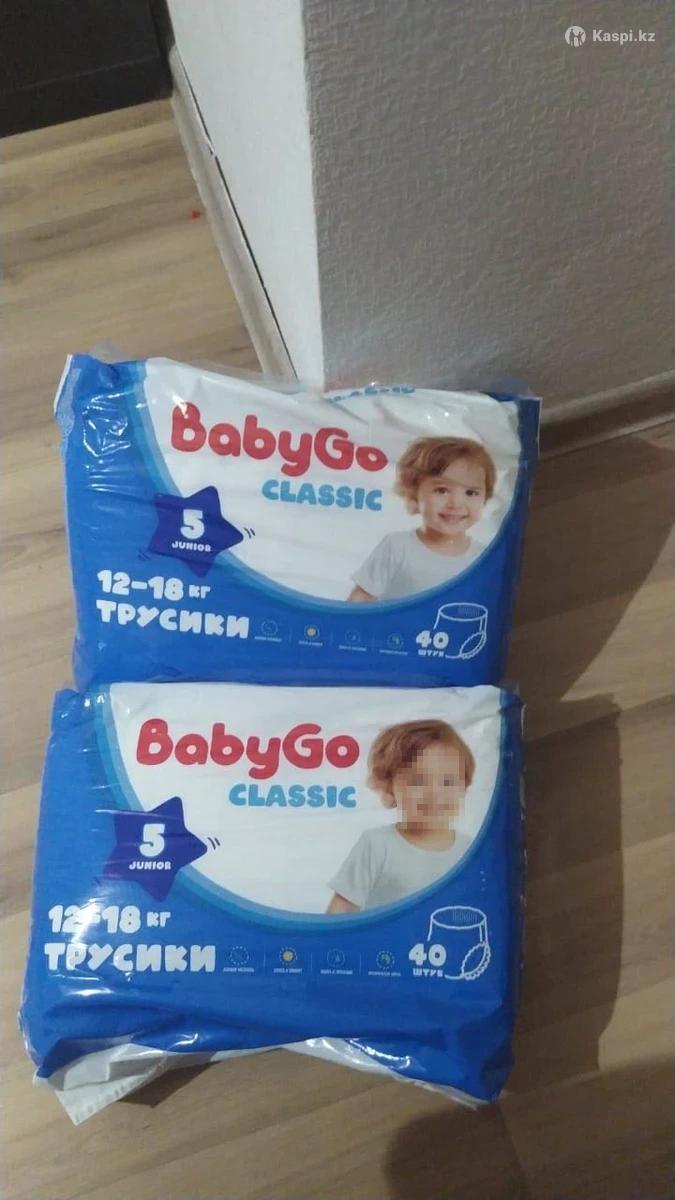 Kaspi.kz
CLASSIC
BabyGo
CLASSIC
5
JUNIOR
12-18 кг
ТРУСИКИ
40
ШТУК
BabyGo
CLASSIC
5
JUNIOR
12-18 кг
ТРУСИКИ
40
ШТУК